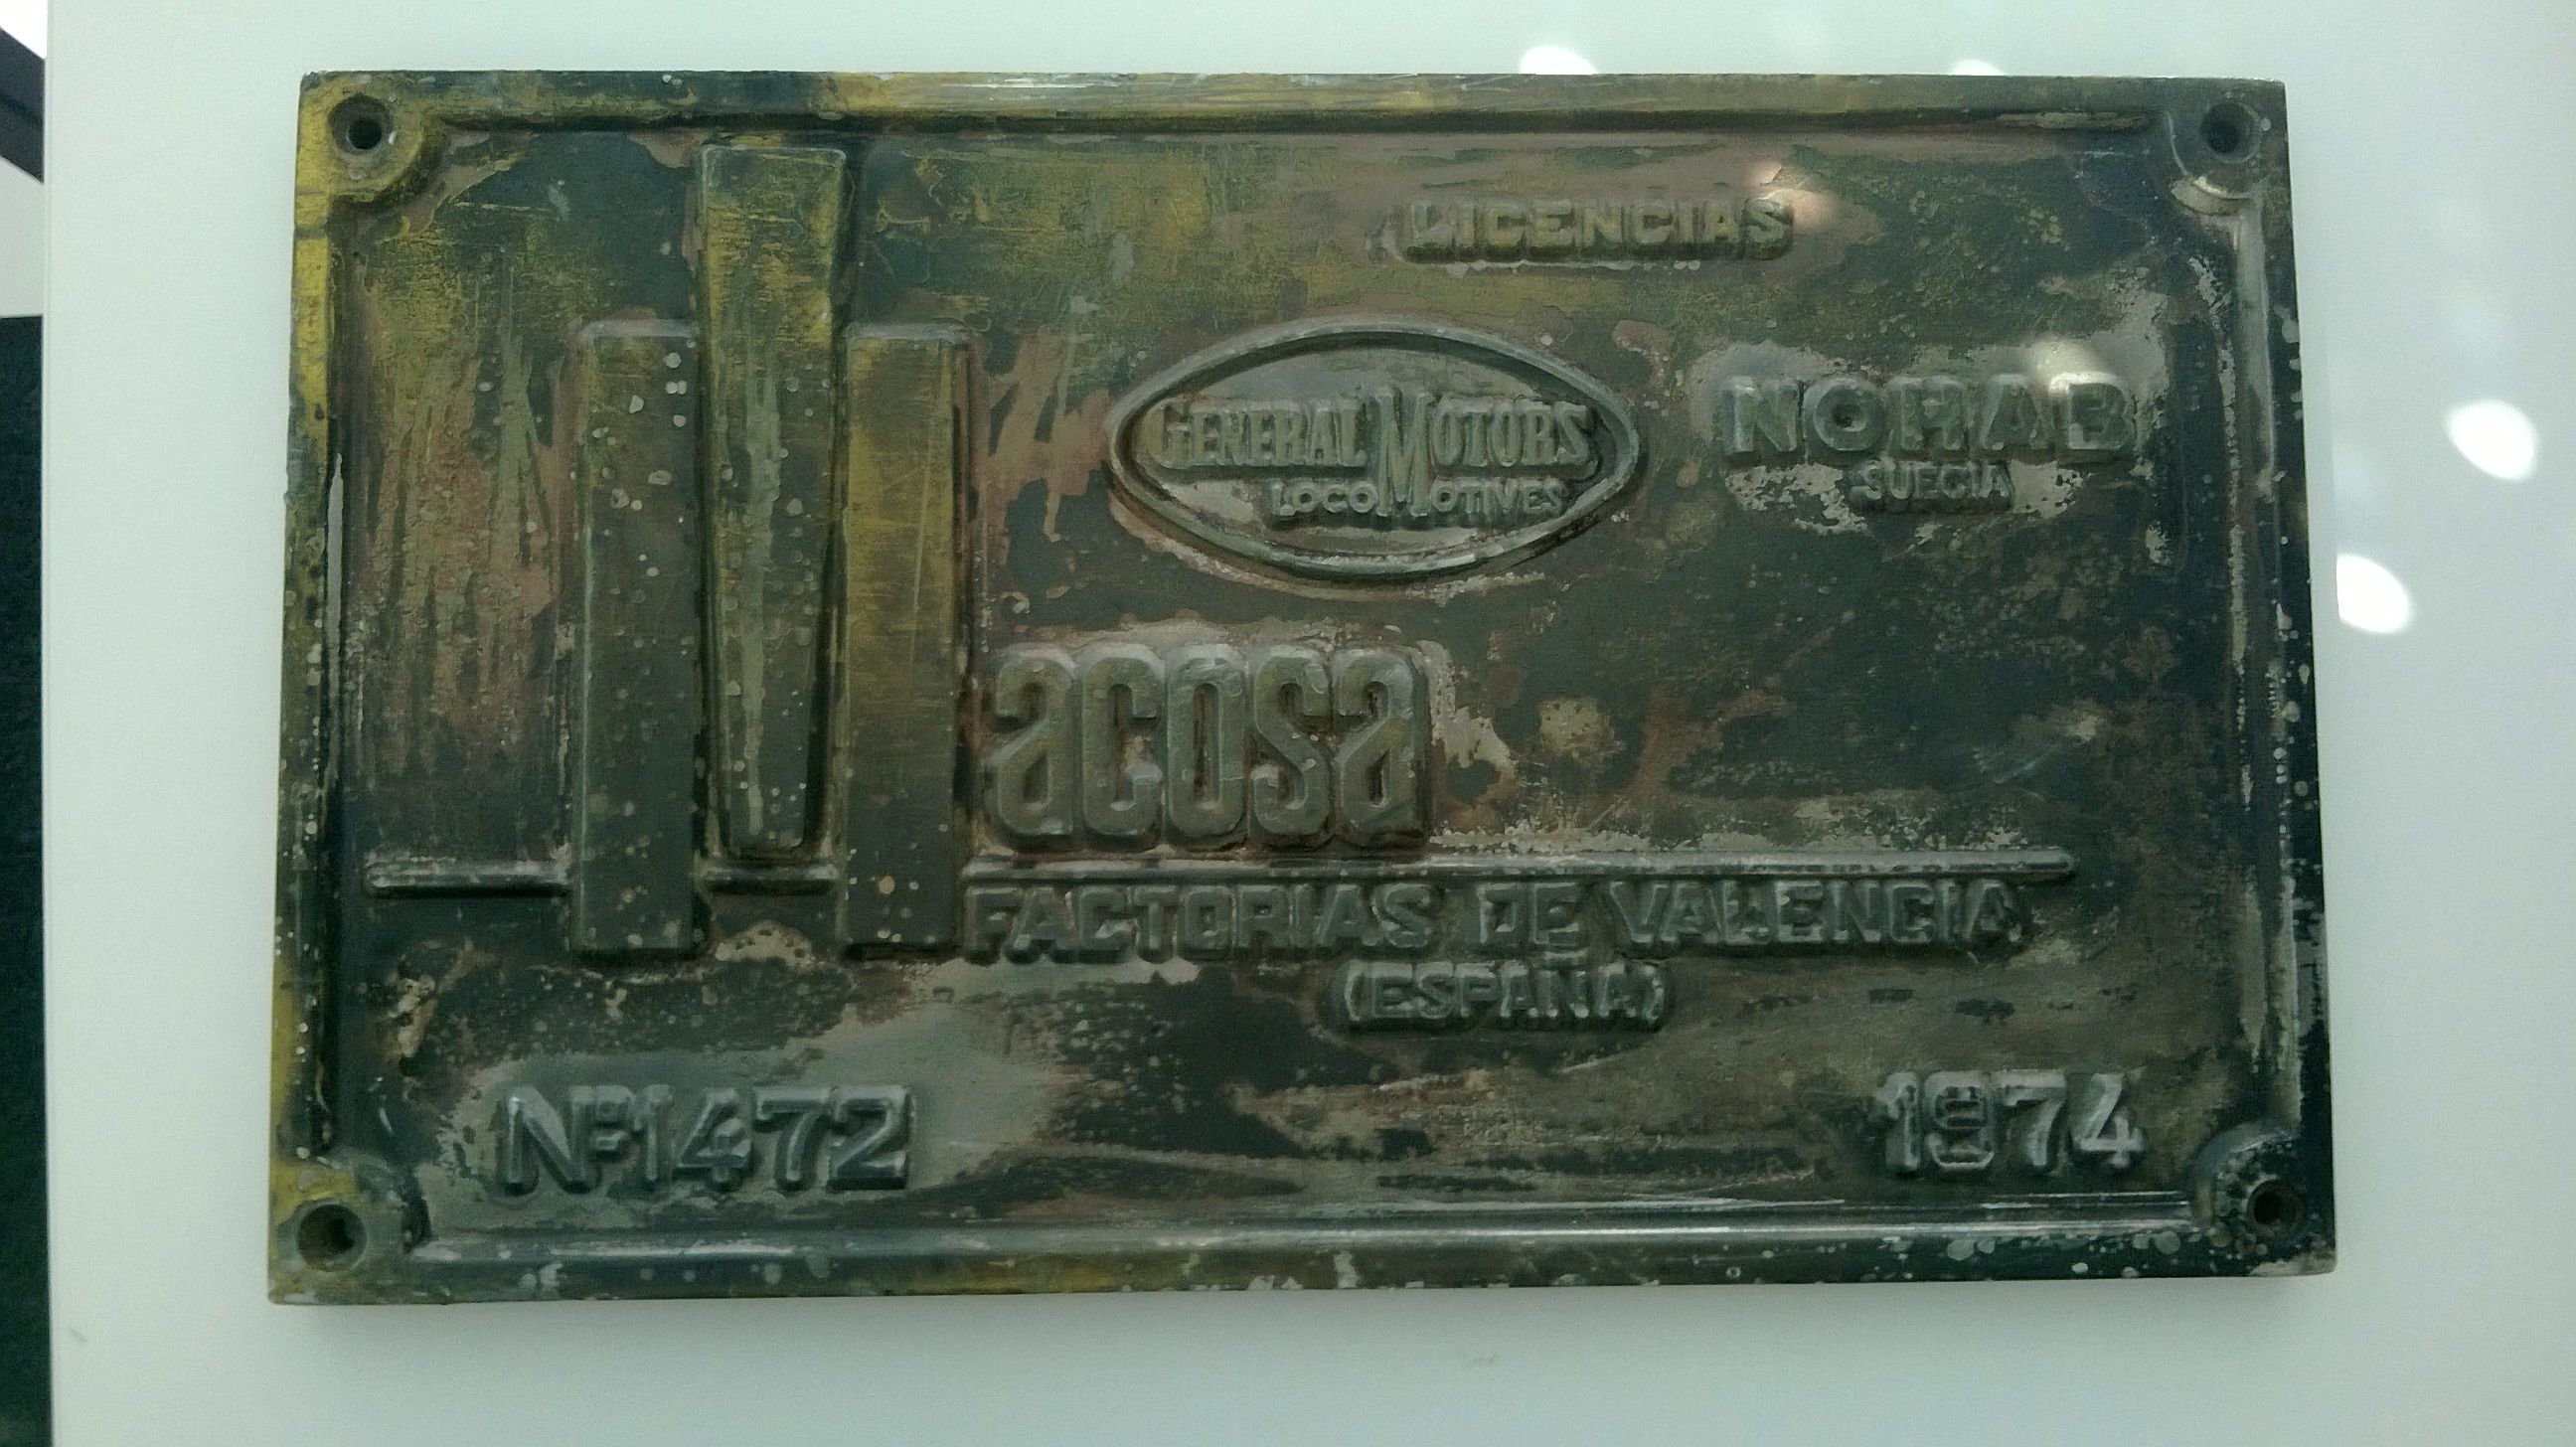 LICENCIAS
GENERAL MOTORS
LOCOMOTIVES
NOHAB
SUECIA
acosa
FACTORIAS DE VALENCIA
(ESPAÑA)
Nº1472
1974